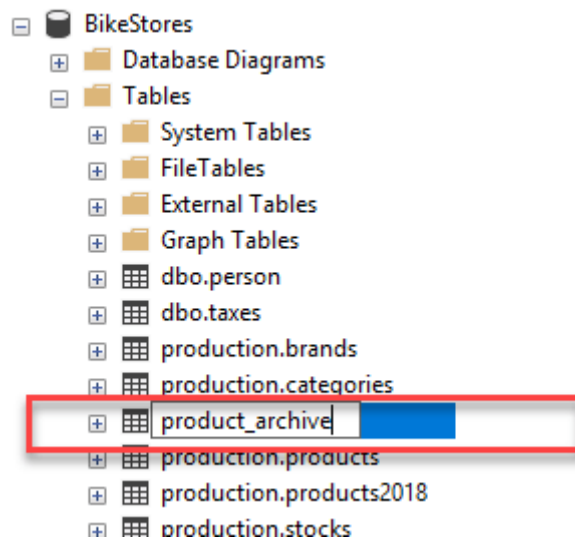 BikeStores
Database Diagrams
Tables
System Tables
FileTables
External Tables
Graph Tables
dbo.person
dbo.taxes
production.brands
production.categories
product_archive
production.products
production.products2018
production.stocks